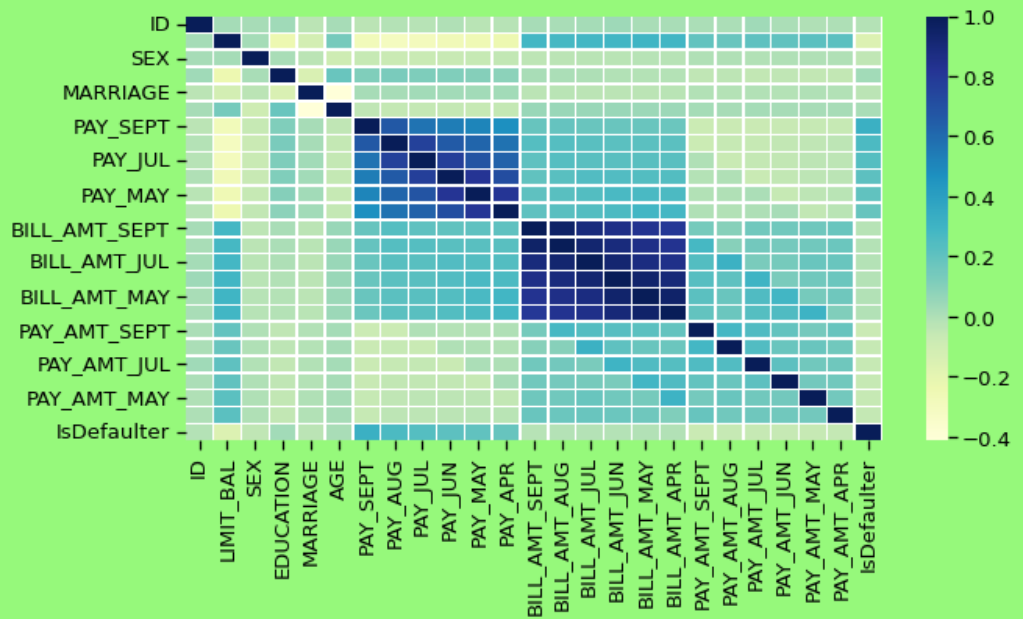 ID
SEX
MARRIAGE
PAY_SEPT
PAY_JUL
PAY_MAY
BILL_AMT_SEPT
BILL_AMT_JUL
BILL_AMT_MAY
PAY_AMT_SEPT
PAY_AMT_JUL
PAY_AMT_MAY
IsDefaulter
ID
LIMIT_BAL
SEX
EDUCATION
MARRIAGE
AGE
PAY_SEPT
PAY_AUG
PAY_JUL
PAY_JUN
PAY_MAY
PAY_APR
BILL_AMT_SEPT
BILL_AMT_AUG
BILL_AMT_JUL
BILL_AMT_JUN
BILL_AMT_MAY
BILL_AMT_APR
PAY_AMT_SEPT
PAY_AMT_AUG
PAY_AMT_JUL
PAY_AMT_JUN
PAY_AMT_MAY
PAY_AMT_APR
IsDefaulter
1.0
0.8
0.6
0.4
0.2
0.0
−0.2
−0.4